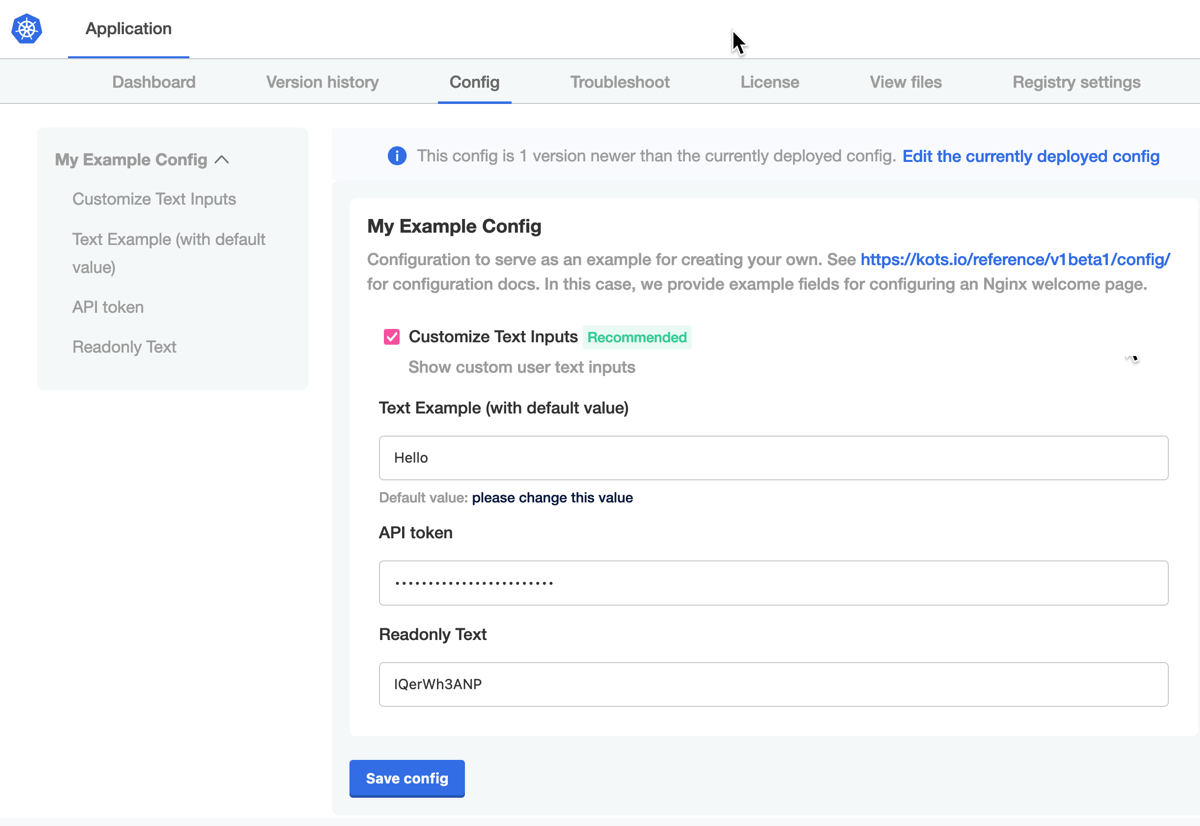 Application
Dashboard Version history Config Troubleshoot License View files Registry settings
My Example Config
Customize Text Inputs
Text Example (with default
value)
API token
Readonly Text
This config is 1 version newer than the currently deployed config. Edit the currently deployed config
My Example Config
Configuration to serve as an example for creating your own. See https://kots.io/reference/v1beta1/config/
for configuration docs. In this case, we provide example fields for configuring an Nginx welcome page.
Customize Text Inputs Recommended
Show custom user text inputs
Text Example (with default value)
Hello
Default value: please change this value
API token
••••••••••••••••••••••••
Readonly Text
IQerWh3ANP
Save config